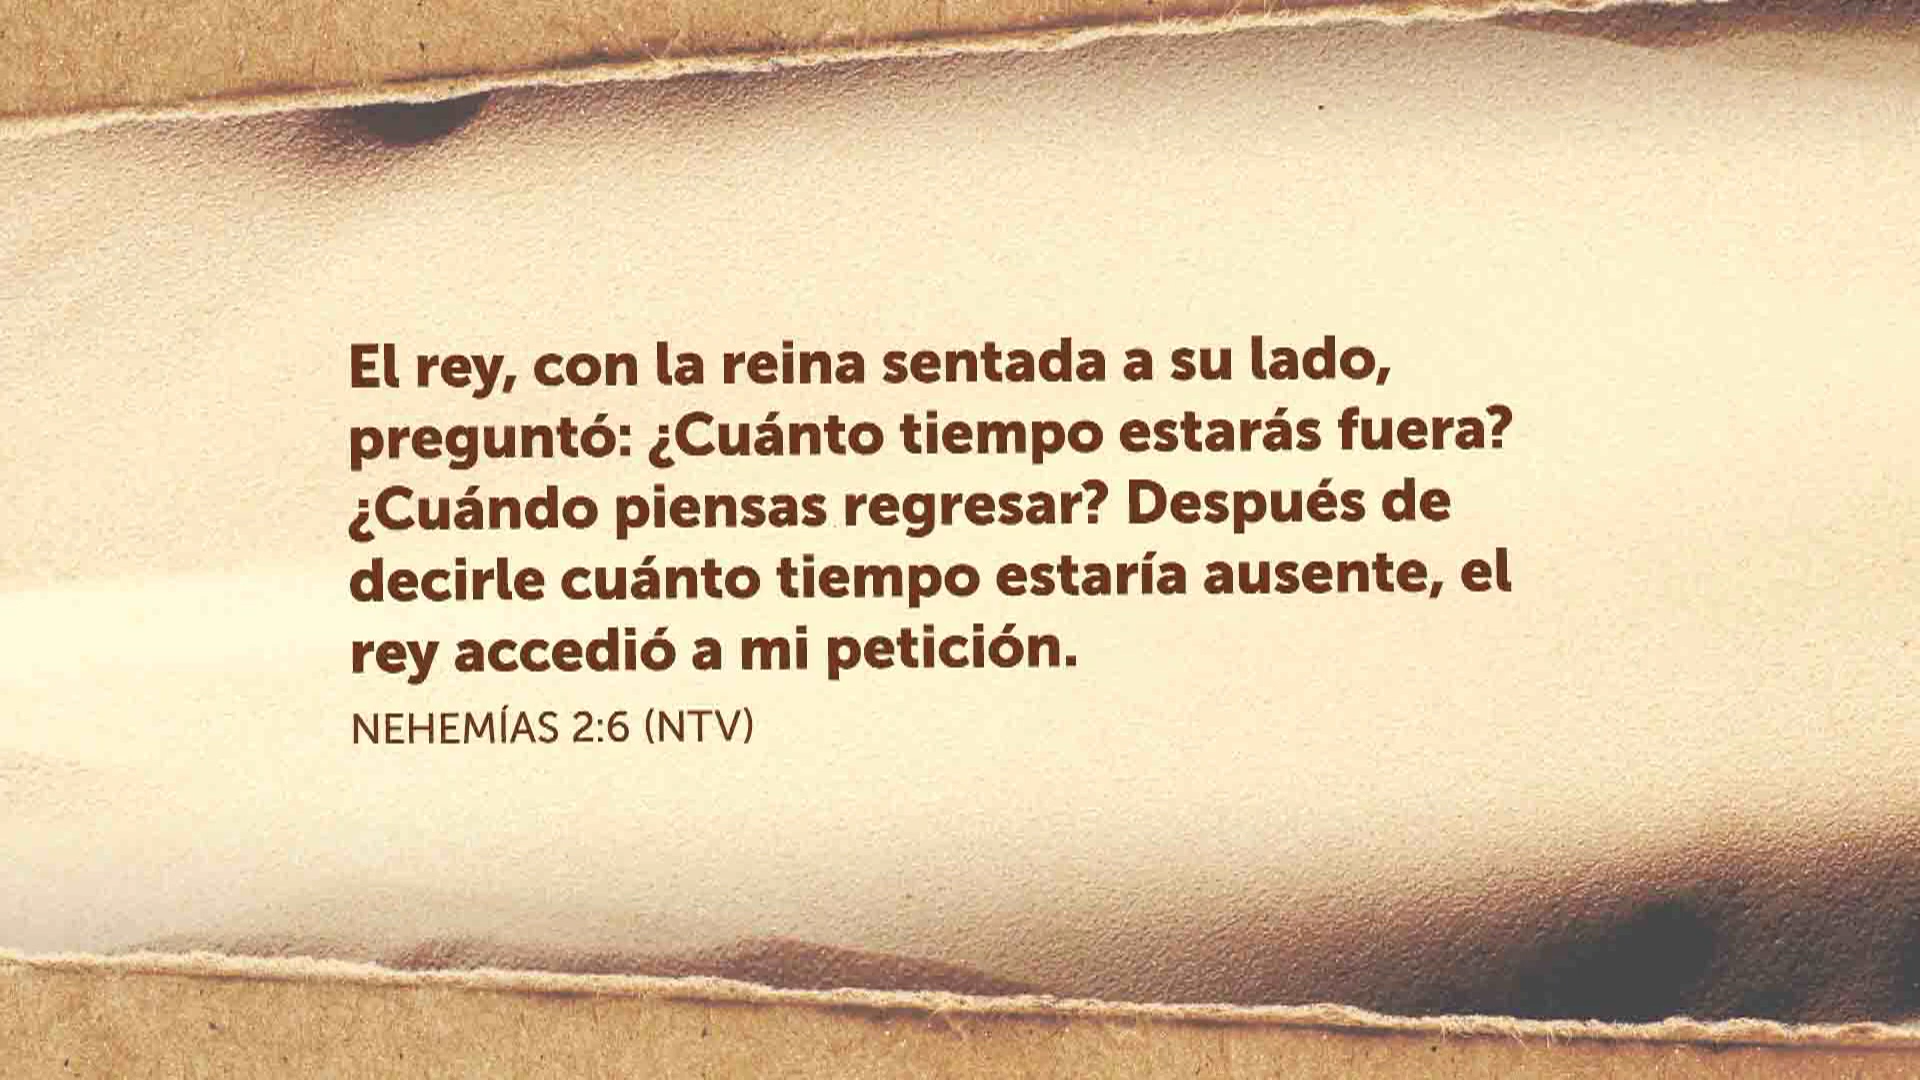 El rey, con la reina sentada a su lado,
preguntó: ¿Cuánto tiempo estarás fuera?
¿Cuándo piensas regresar? Después de
decirle cuánto tiempo estaría ausente, el
rey accedió a mi petición.
NEHEMÍAS 2:6 (NTV)